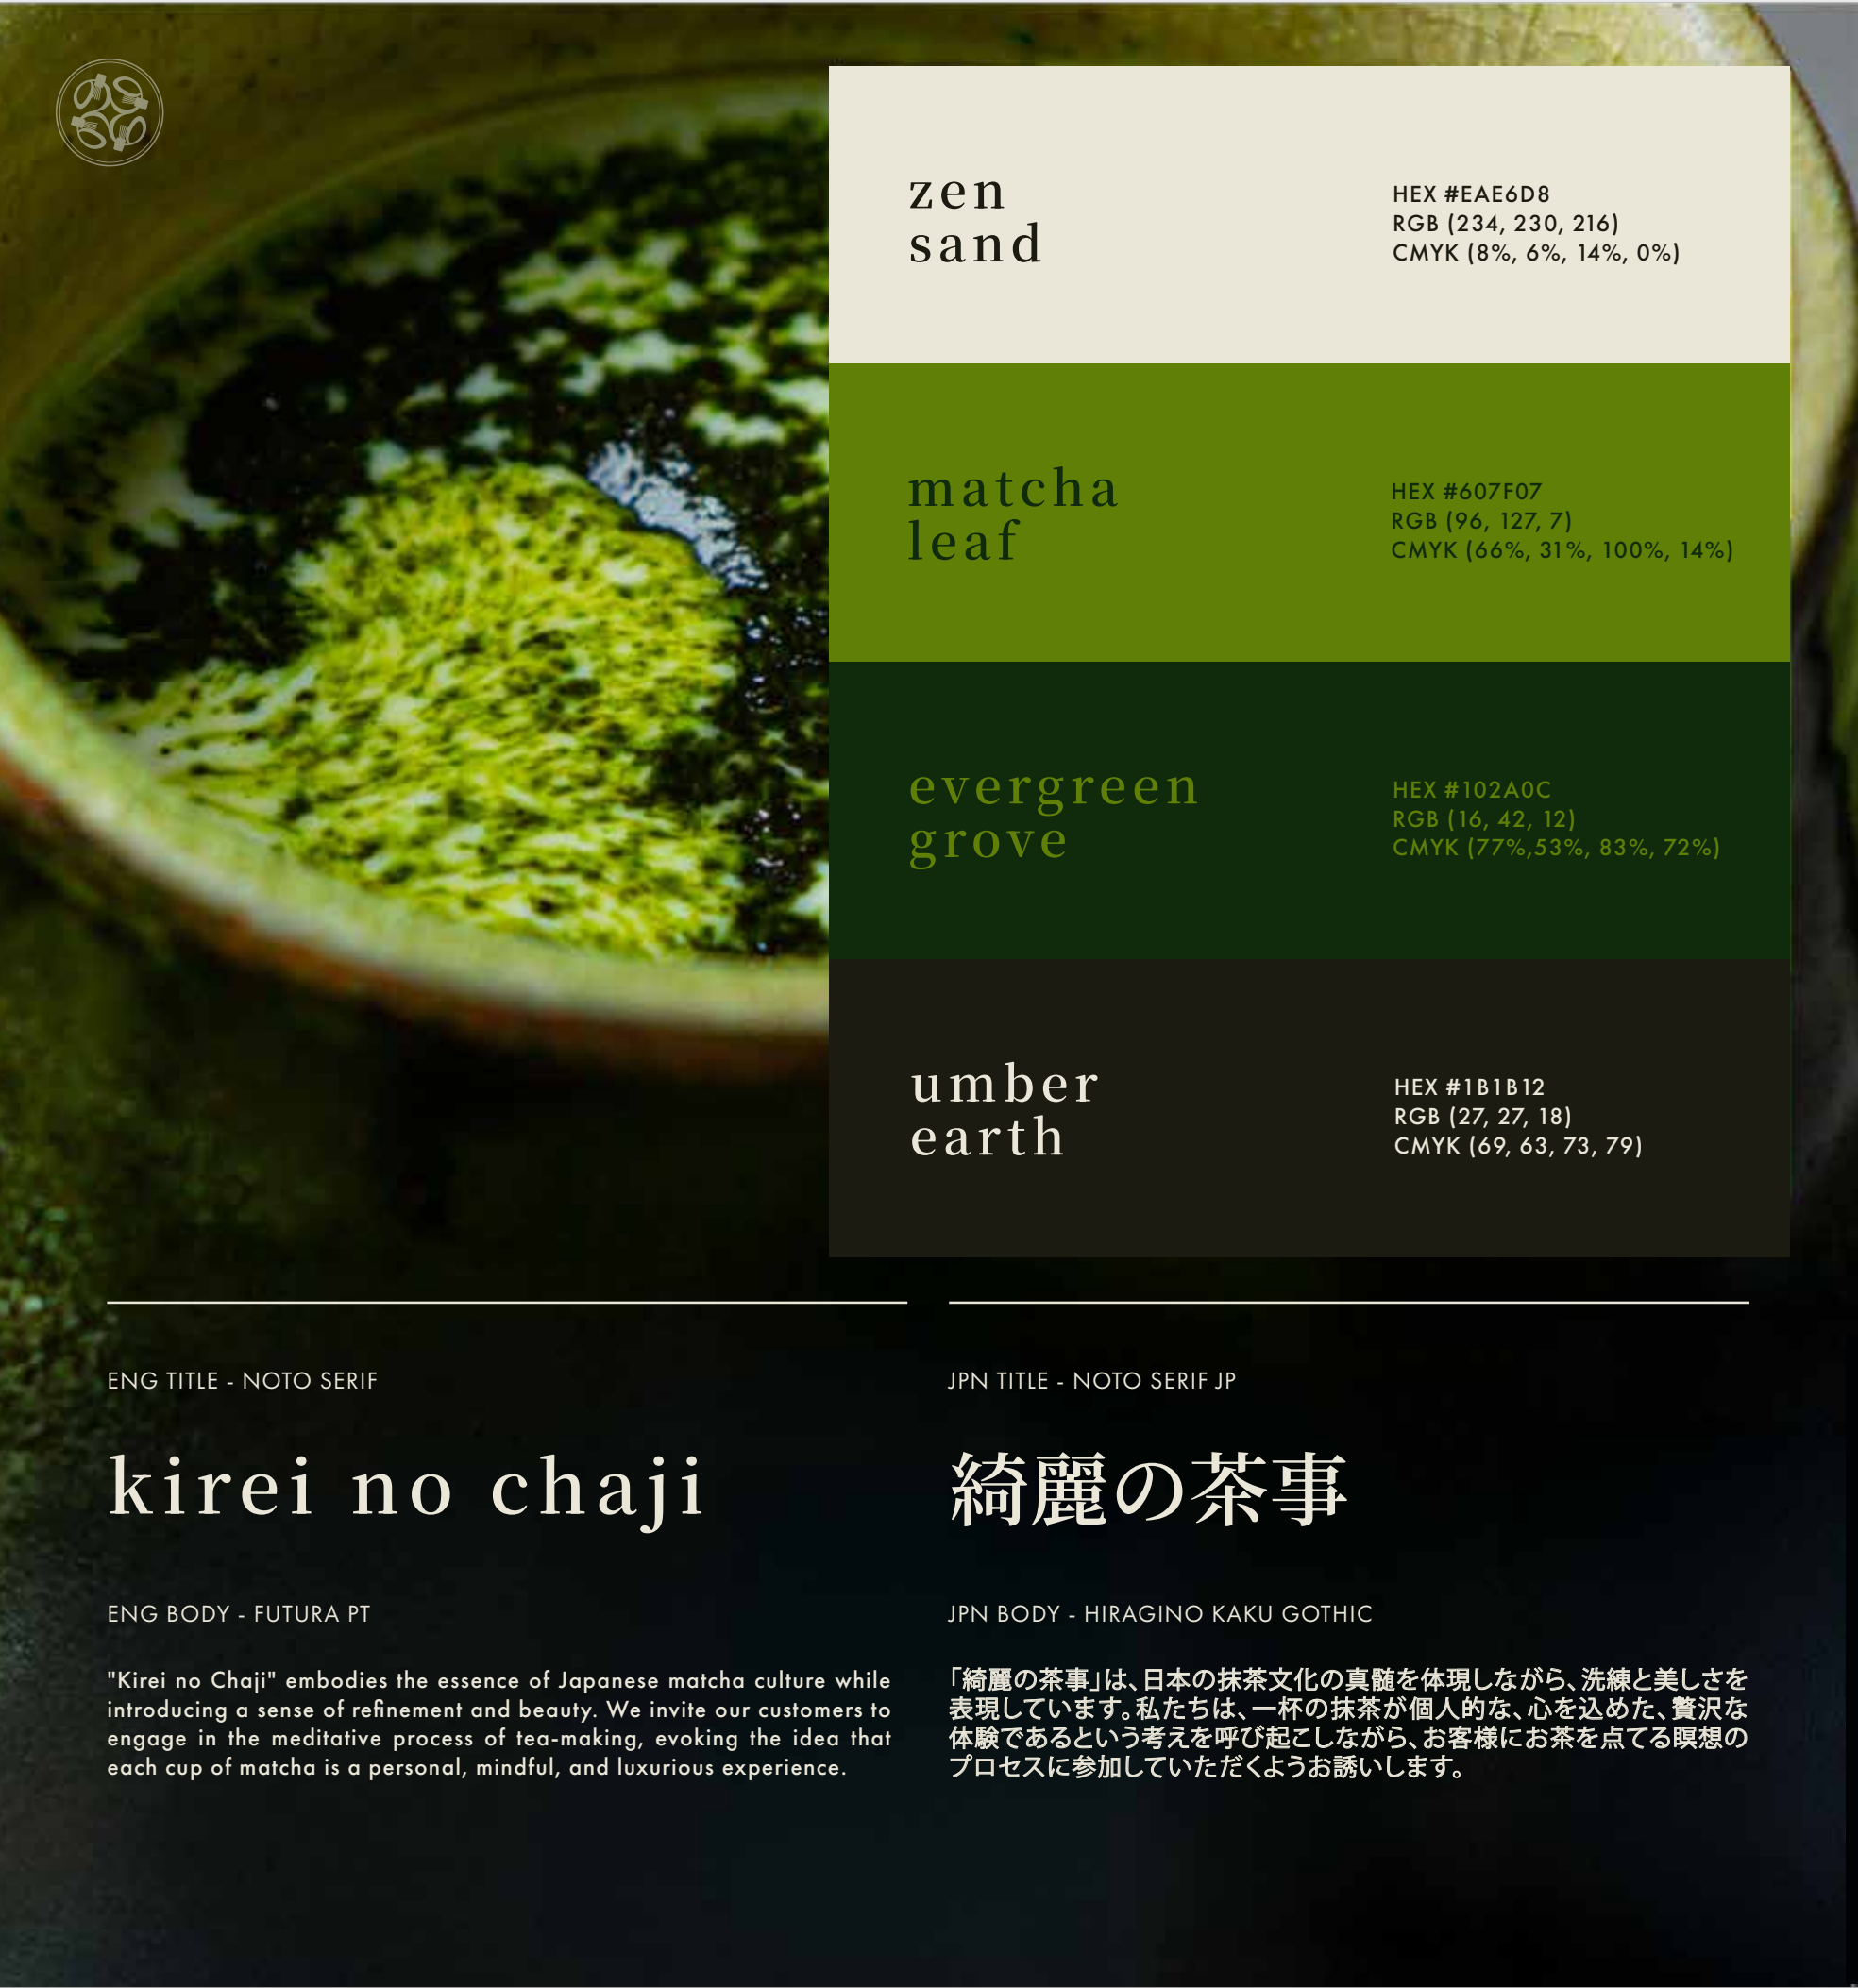 zen
sand
HEX #EAE6D8
RGB (234, 230, 216)
CMYK (8%, 6%, 14%, 0%)
matcha
leaf
HEX #607F07
RGB (96, 127, 7)
CMYK (66%, 31%, 100%, 14%)
evergreen
grove
HEX #102A0C
RGB (16, 42, 12)
CMYK (77%,53%, 83%, 72%)
umber
earth
HEX #1B1B12
RGB (27, 27, 18)
CMYK (69, 63, 73, 79)
ENG TITLE - NOTO SERIF
kirei no chaji
ENG BODY - FUTURA PT
"Kirei no Chaji" embodies the essence of Japanese matcha culture while
introducing a sense of refinement and beauty. We invite our customers to
engage in the meditative process of tea-making, evoking the idea that
each cup of matcha is a personal, mindful, and luxurious experience.
JPN TITLE - NOTO SERIF JP
綺麗の茶事
JPN BODY - HIRAGINO KAKU GOTHIC
「綺麗の茶事」は、日本の抹茶文化の真髄を体現しながら、洗練と美しさを
表現しています。私たちは、一杯の抹茶が個人的な、心を込めた、贅沢な
体験であるという考えを呼び起こしながら、お客様にお茶を点てる瞑想の
プロセスに参加していただくようお誘いします。